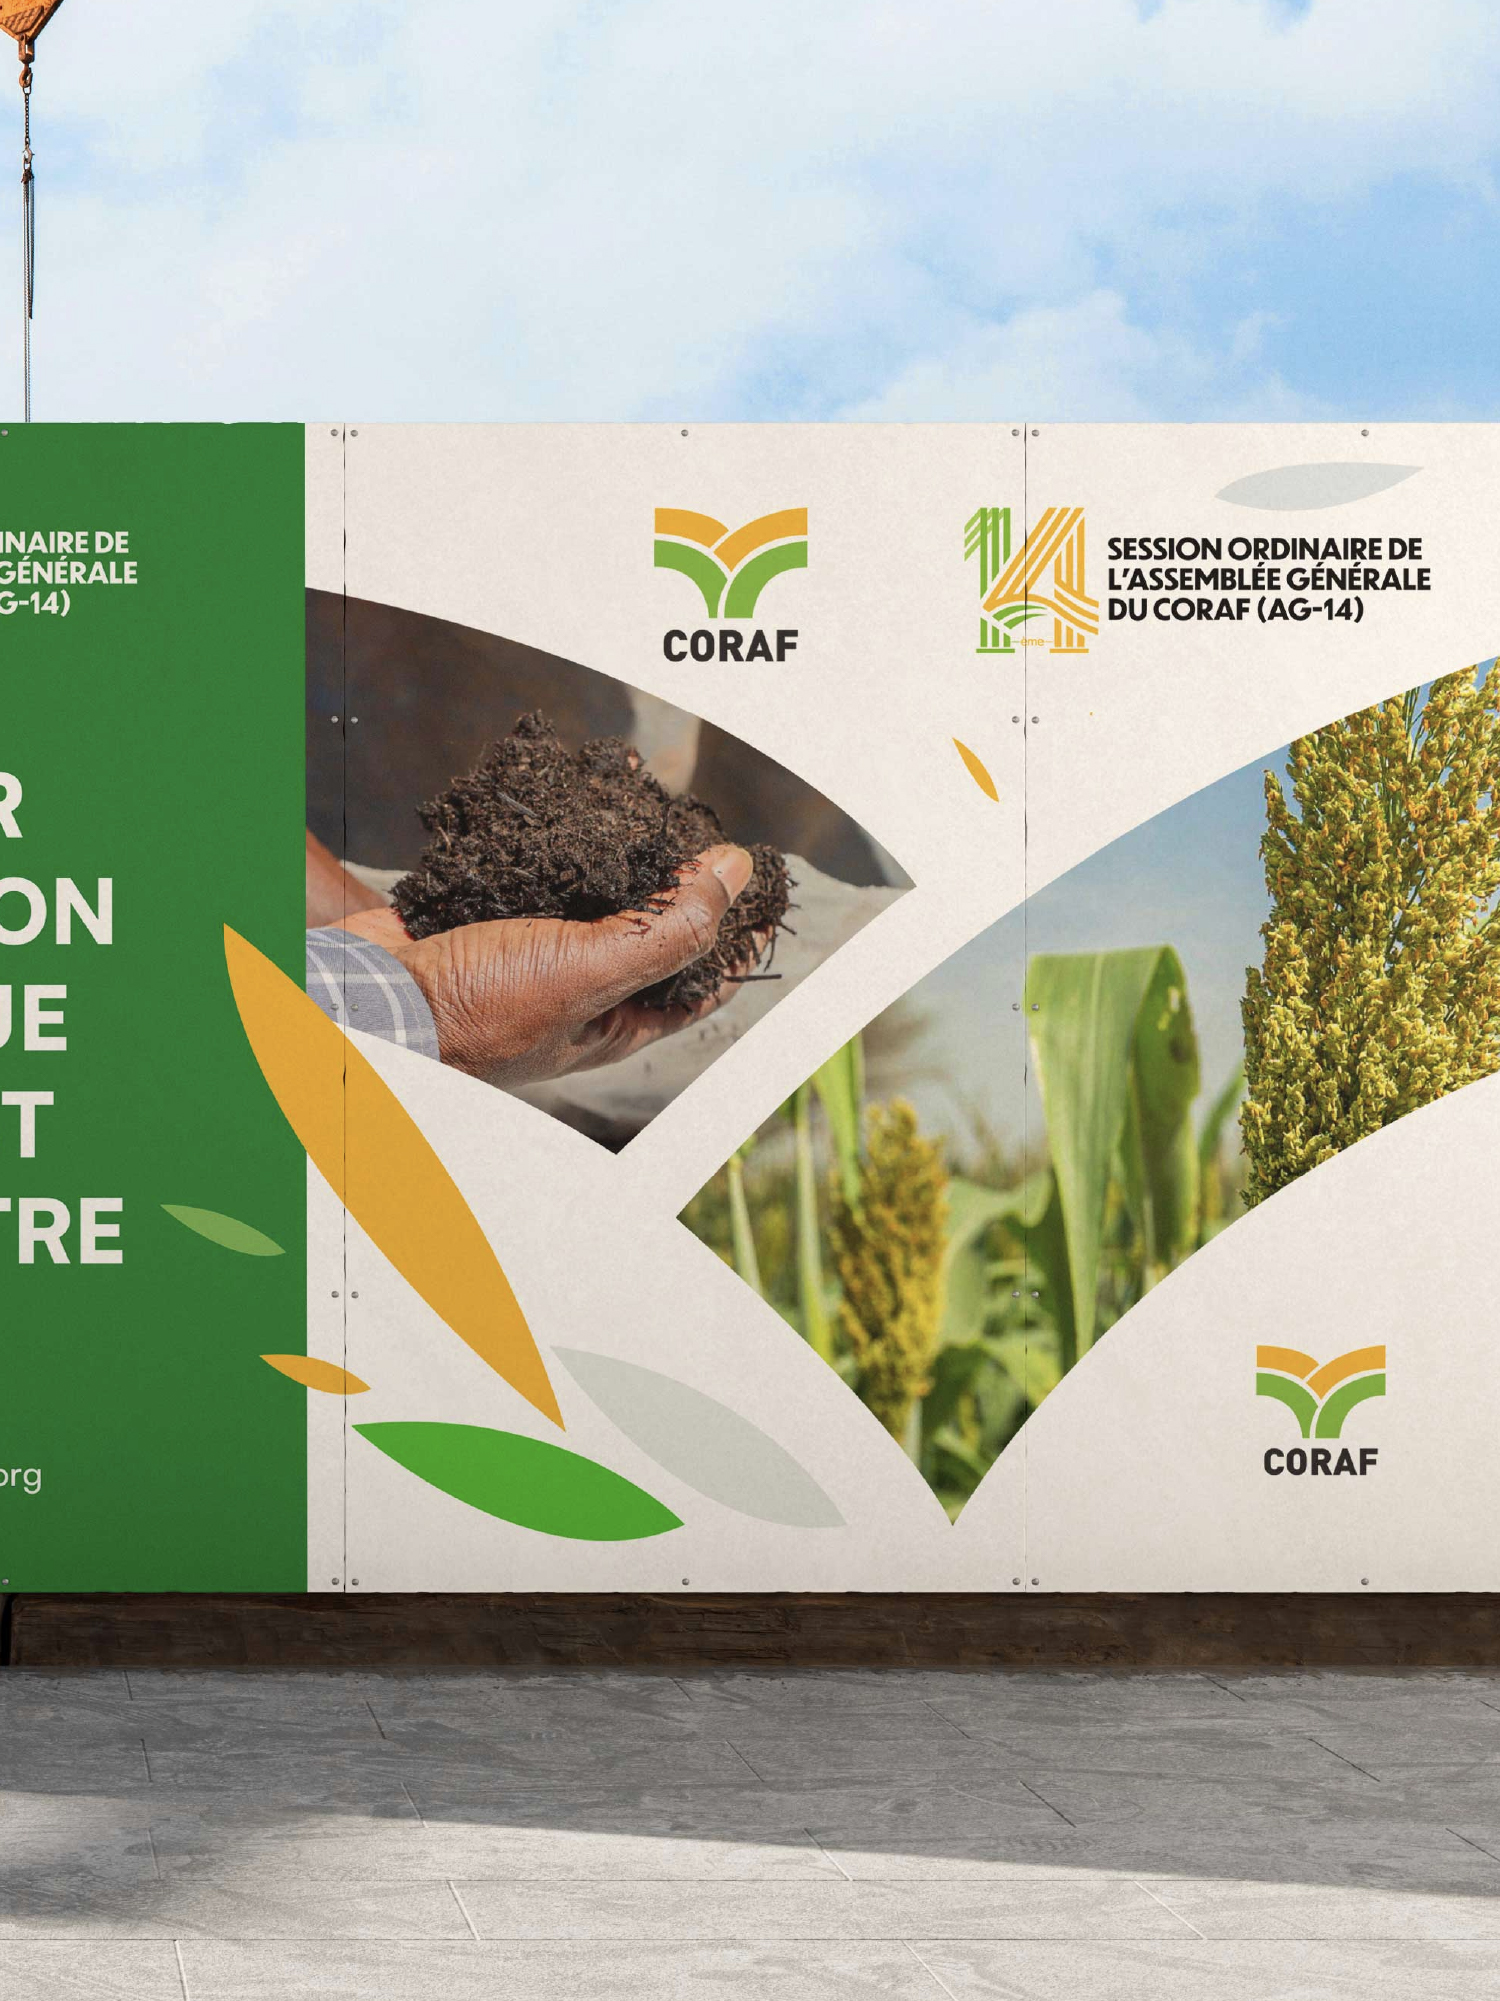 INAIRE DE
GÉNÉRALE
G-14)
R
ON
UE
T
TRE
org
CORAF
14
ème
SESSION ORDINAIRE DE
L'ASSEMBLÉE GÉNÉRALE
DU CORAF (AG-14)
CORAF